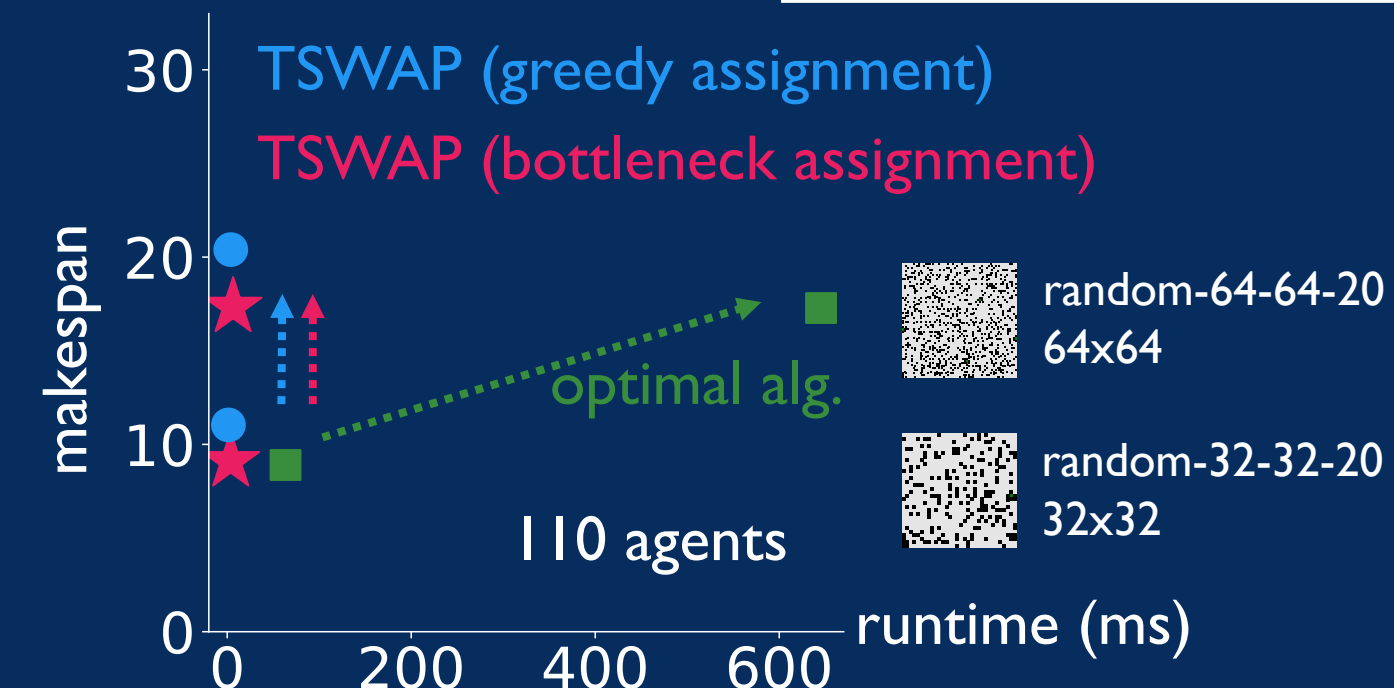 30
TSWAP (greedy assignment)
TSWAP (bottleneck assignment)
makespan
20
random-64-64-20
64x64
optimal alg.
10
random-32-32-20
32x32
110 agents
0
runtime (ms)
0 200 400 600